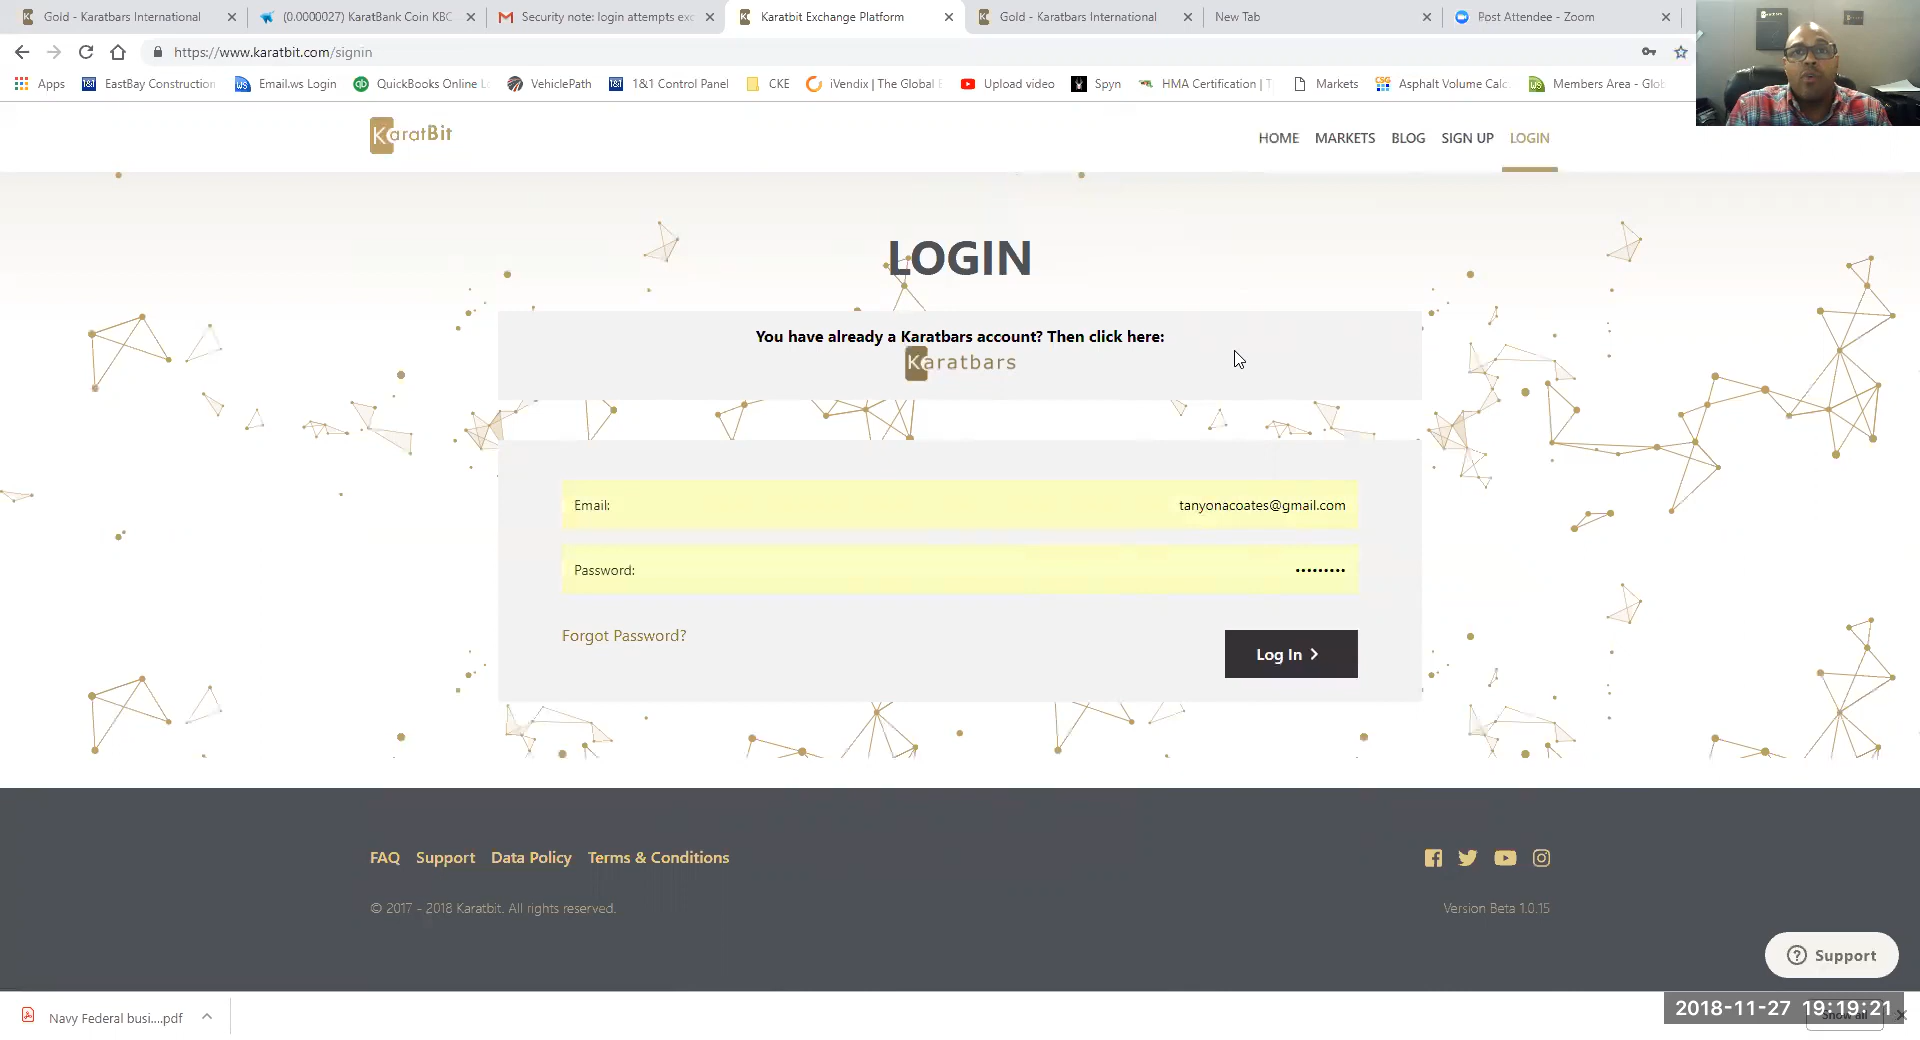 Gold - Karatbars International
(0.0000027) KaratBank Coin KBC
Security note: login attempts exc
Karatbit Exchange Platform
Gold - Karatbars International
New Tab
Post Attendee - Zoom
https://www.karatbit.com/signin
Apps
EastBay Construction
Email.ws Login
QuickBooks Online Lo
VehiclePath
1&1 Control Panel
CKE
iVendix | The Global E
Upload video
Spyn
HMA Certification | T
Markets
Asphalt Volume Calc
Members Area - Glob
KaratBit
HOME MARKETS BLOG SIGN UP LOGIN
LOGIN
You have already a Karatbars account? Then click here:
Karatbars
Email: tanyonacoates@gmail.com
Password: •••••••••
Forgot Password?
Log In
FAQ Support Data Policy Terms & Conditions
© 2017 - 2018 Karatbit. All rights reserved.
Version Beta 1.0.15
Support
Navy Federal busi....pdf
2018-11-27 19:19:21
Show all